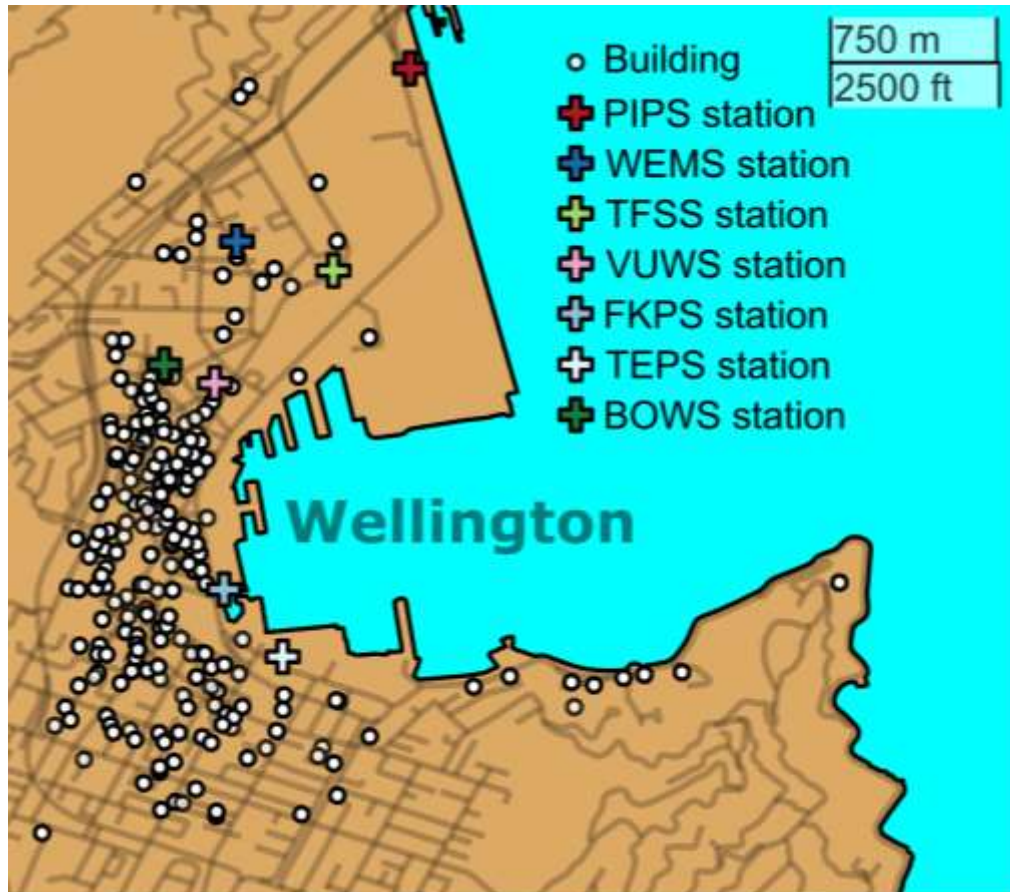 750 m
2500 ft
Building
PIPS station
WEMS station
TFSS station
VUWS station
FKPS station
TEPS station
BOWS station
Wellington